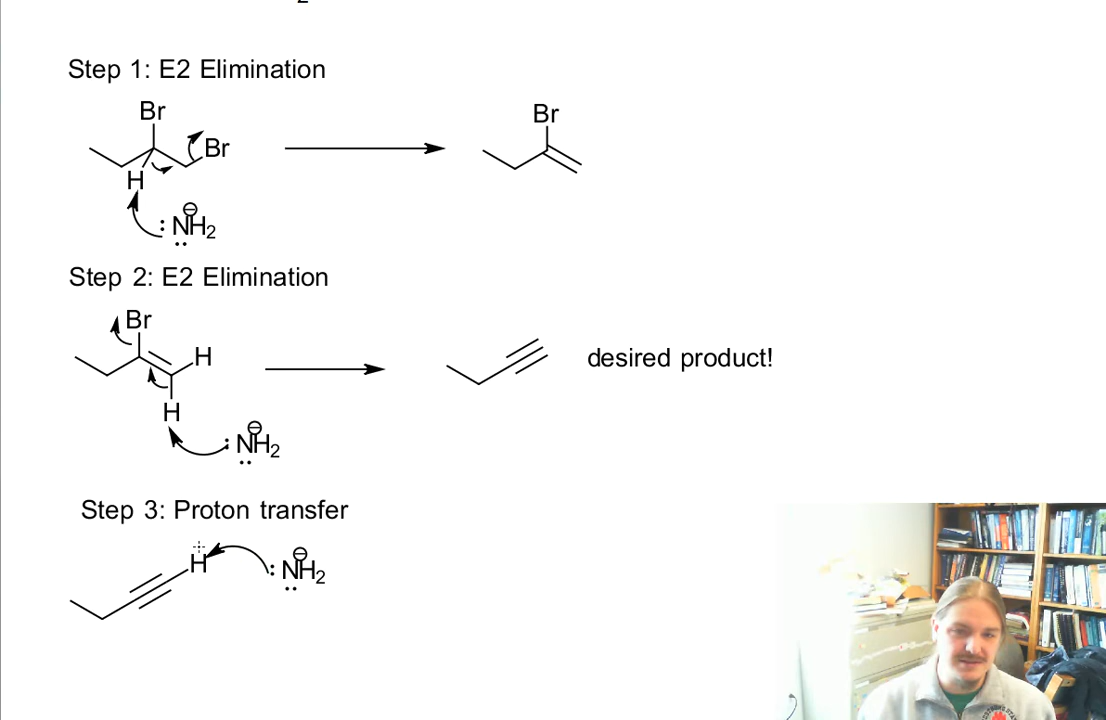 Step 1: E2 Elimination
Br
Br
H
:NH2
Br
Step 2: E2 Elimination
Br
H
H
:NH2
desired product!
Step 3: Proton transfer
H
:NH2